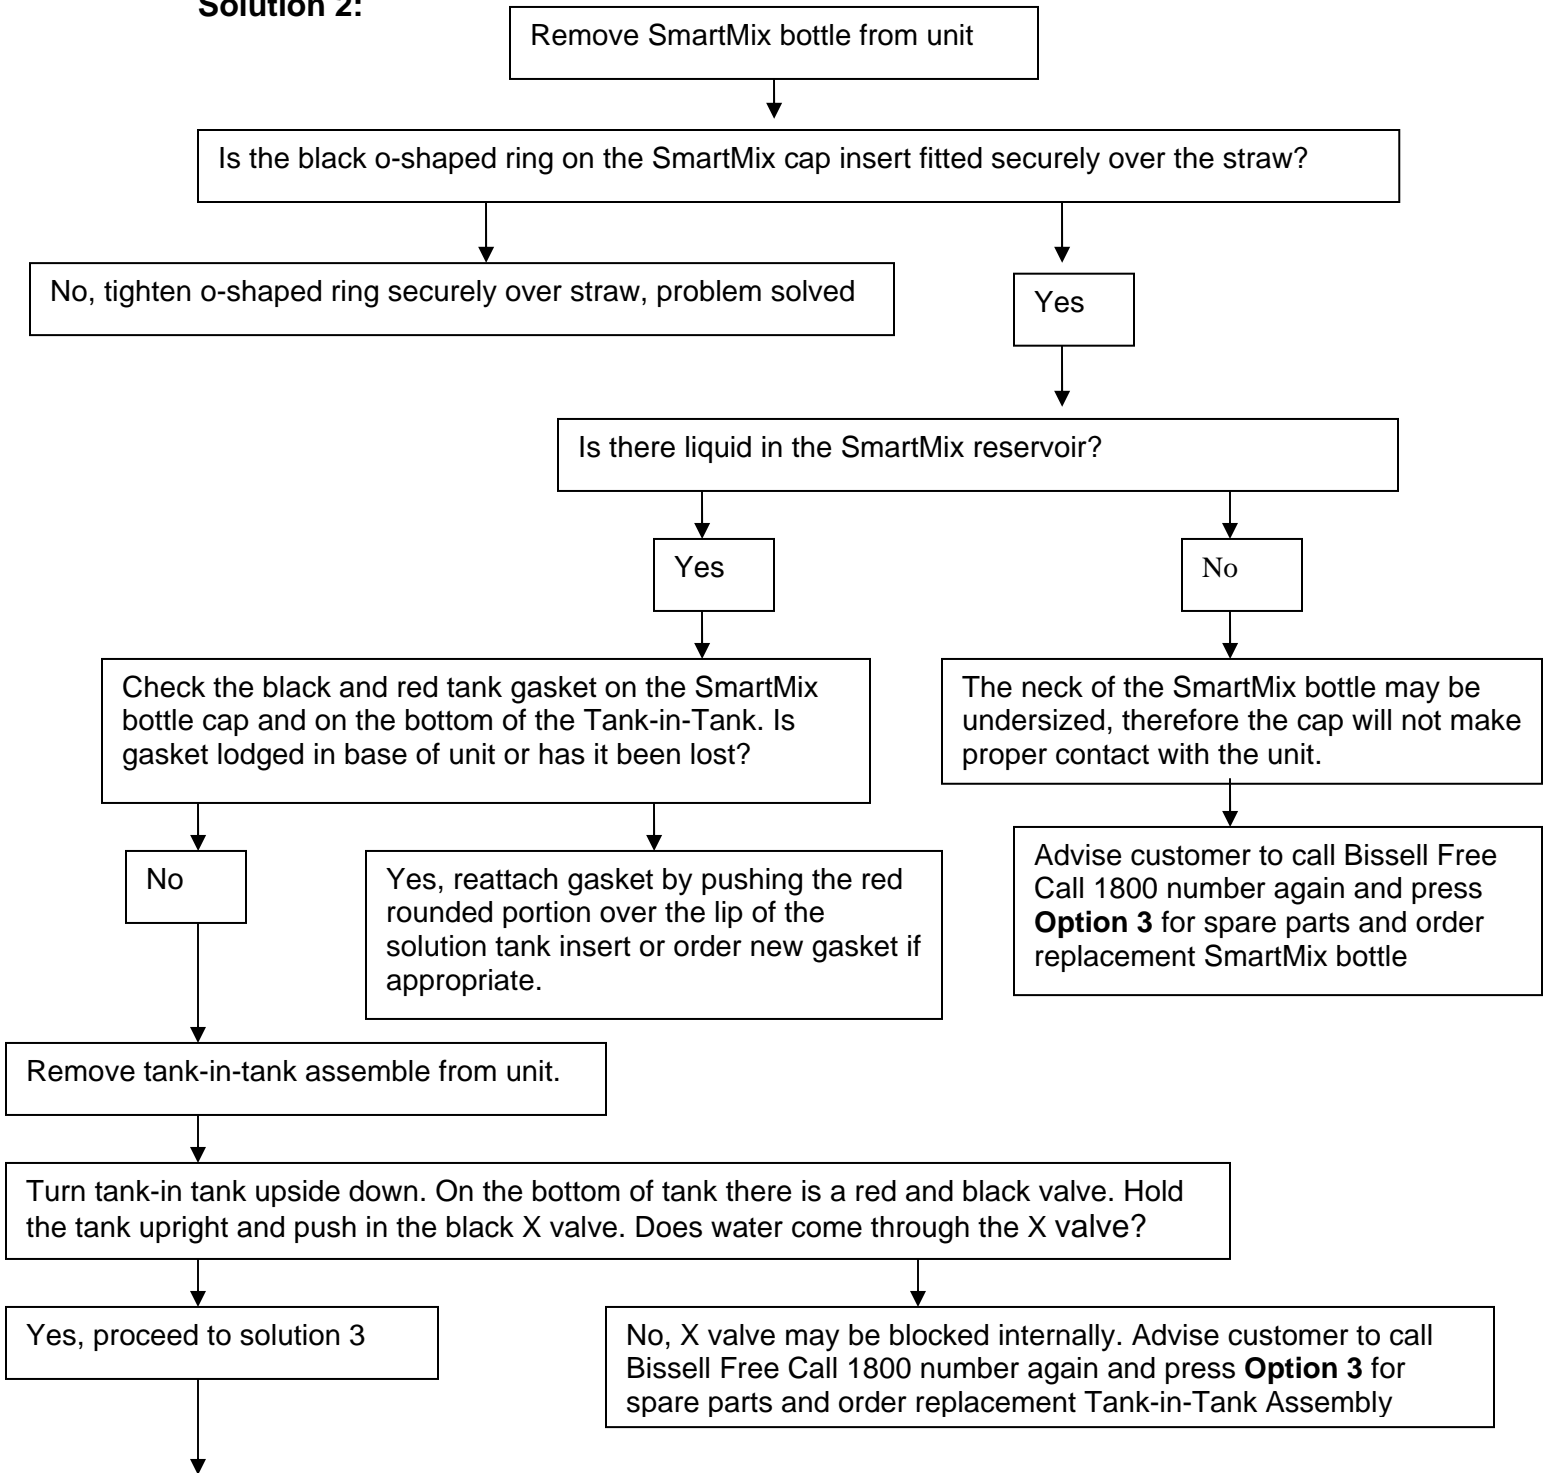 Solution 2:
Remove SmartMix bottle from unit
Is the black o-shaped ring on the SmartMix cap insert fitted securely over the straw?
No, tighten o-shaped ring securely over straw, problem solved
Yes
Is there liquid in the SmartMix reservoir?
Yes
No
Check the black and red tank gasket on the SmartMix
bottle cap and on the bottom of the Tank-in-Tank. Is
gasket lodged in base of unit or has it been lost?
The neck of the SmartMix bottle may be
undersized, therefore the cap will not make
proper contact with the unit.
No
Yes, reattach gasket by pushing the red
rounded portion over the lip of the
solution tank insert or order new gasket if
appropriate.
Advise customer to call Bissell Free
Call 1800 number again and press
Option 3 for spare parts and order
replacement SmartMix bottle
Remove tank-in-tank assemble from unit.
Turn tank-in tank upside down. On the bottom of tank there is a red and black valve. Hold
the tank upright and push in the black X valve. Does water come through the X valve?
Yes, proceed to solution 3
No, X valve may be blocked internally. Advise customer to call
Bissell Free Call 1800 number again and press Option 3 for
spare parts and order replacement Tank-in-Tank Assembly